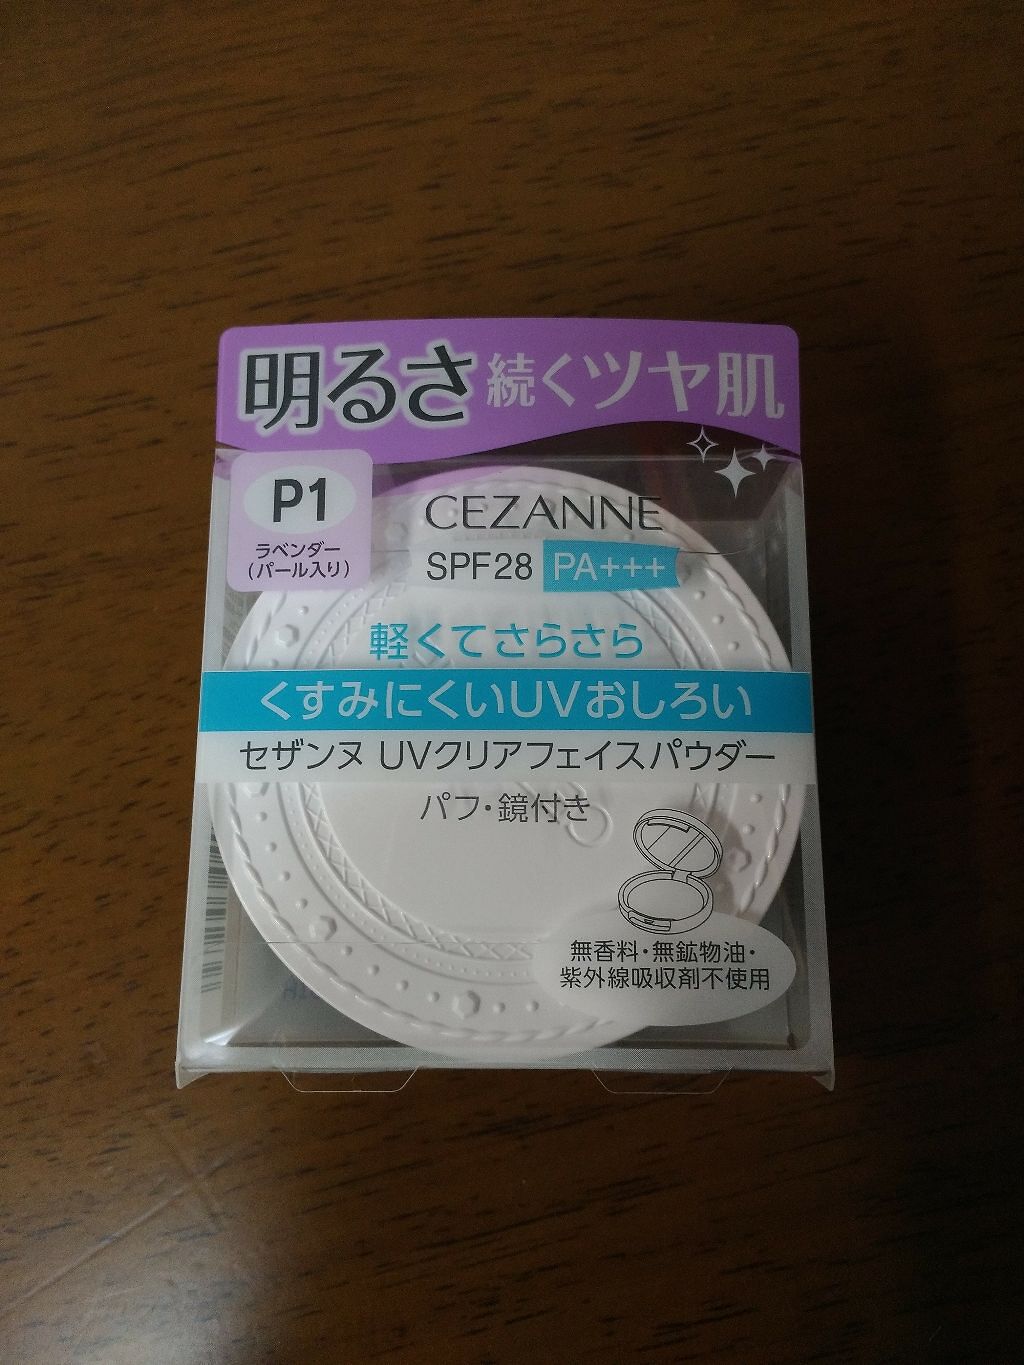 明るさ続くツヤ肌
P1
ラベンダー
(パール入り)
CEZANNE
SPF28 PA+++
軽くてさらさら
くすみにくいUVおしろい
セザンヌ UVクリアフェイスパウダー
パフ・鏡付き
無香料・無鉱物油・
紫外線吸収剤不使用